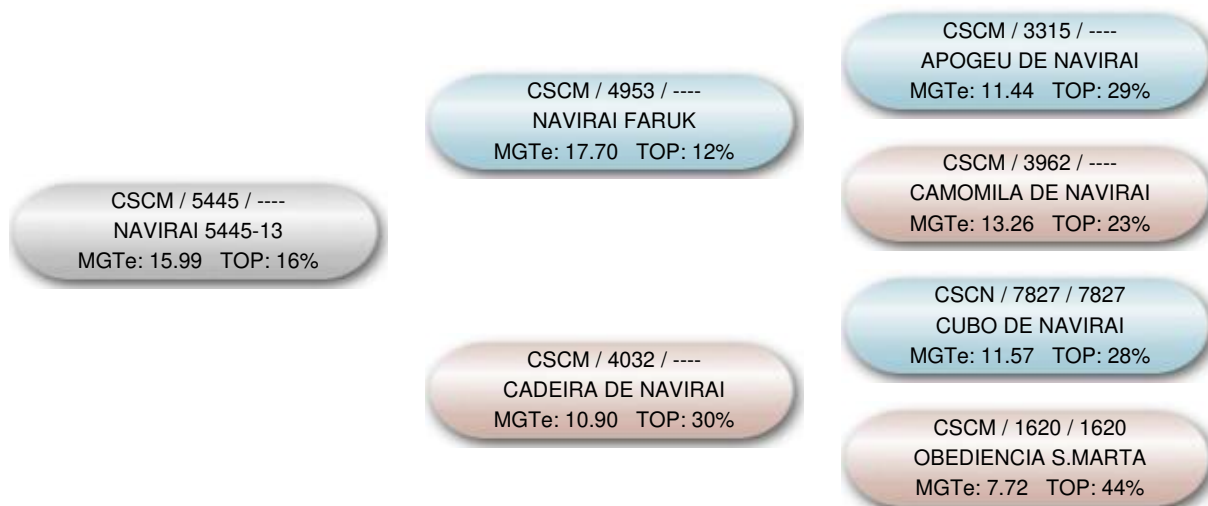 CSCM / 5445 / ----
NAVIRAI 5445-13
MGTe: 15.99 TOP: 16%
CSCM / 4953 / ----
NAVIRAI FARUK
MGTe: 17.70 TOP: 12%
CSCM / 4032 / ----
CADEIRA DE NAVIRAI
MGTe: 10.90 TOP: 30%
CSCM / 3315 / ----
APOGEU DE NAVIRAI
MGTe: 11.44 TOP: 29%
CSCM / 3962 / ----
CAMOMILA DE NAVIRAI
MGTe: 13.26 TOP: 23%
CSCN / 7827 / 7827
CUBO DE NAVIRAI
MGTe: 11.57 TOP: 28%
CSCM / 1620 / 1620
OBEDIENCIA S.MARTA
MGTe: 7.72 TOP: 44%